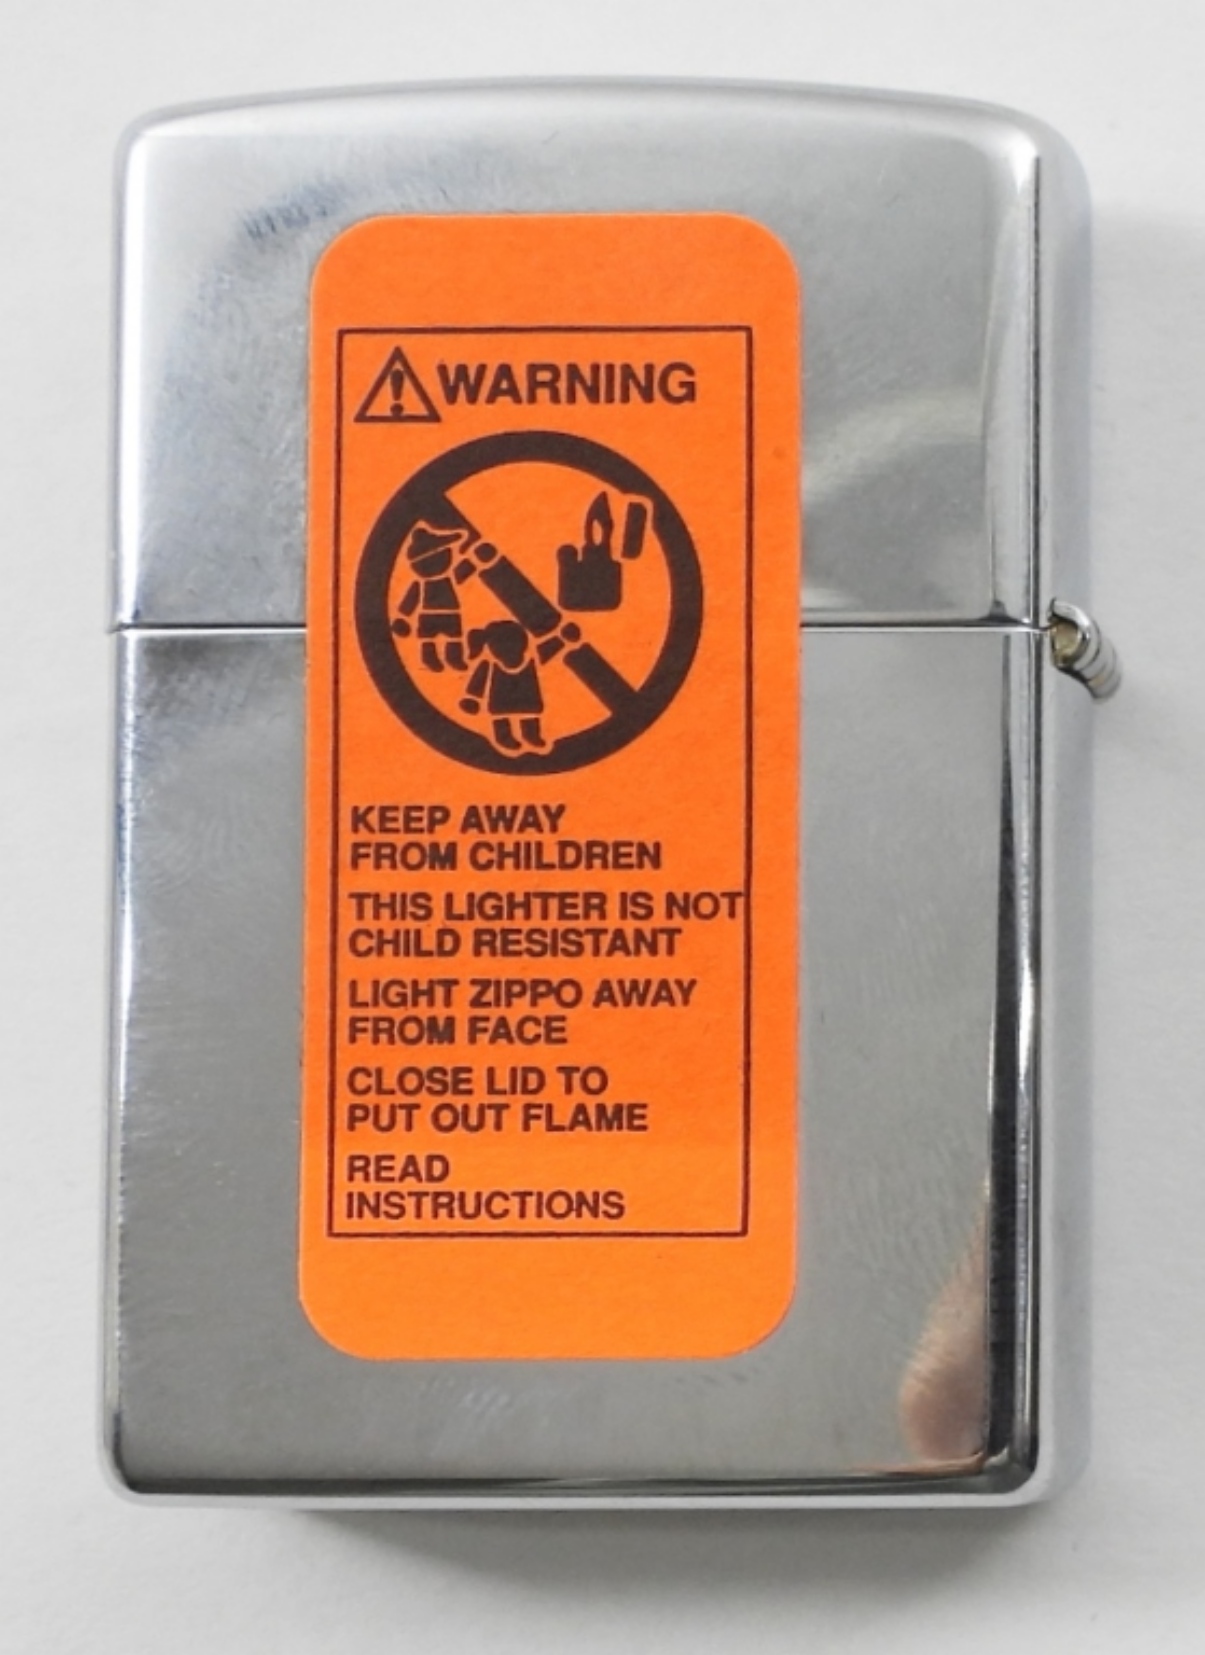 WARNING
KEEP AWAY
FROM CHILDREN
THIS LIGHTER IS NOT
CHILD RESISTANT
LIGHT ZIPPO AWAY
FROM FACE
CLOSE LID TO
PUT OUT FLAME
READ
INSTRUCTIONS